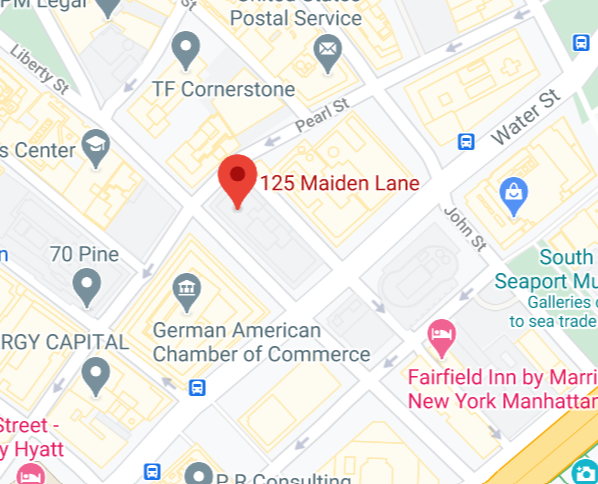 PM Legal
United States
Postal Service
Liberty St
TF Cornerstone
Pearl St
Water St
s Center
125 Maiden Lane
John St
n
70 Pine
South
Seaport Mu
Galleries
to sea trade
German American
Chamber of Commerce
RGY CAPITAL
Fairfield Inn by Marri
New York Manhattan
Street -
y Hyatt
P R Consulting